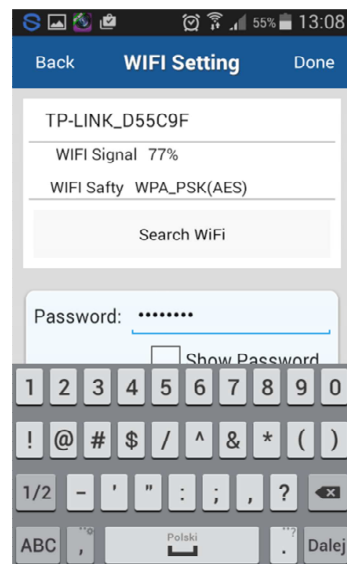 55% 13:08
Back WIFI Setting Done
TP-LINK_D55C9F
WIFI Signal 77%
WIFI Safty WPA_PSK(AES)
Search WiFi
Password: ••••••••
Show Password
1 2 3 4 5 6 7 8 9 0
! @ # $ / ^ & * ( )
1/2 - ' " : ; , ?
ABC , Polski . Dalej